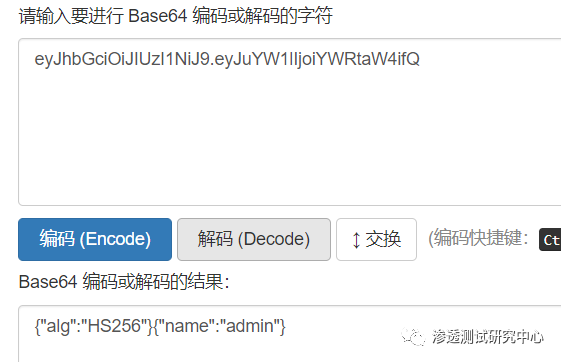 请输入要进行 Base64 编码或解码的字符
eyJhbGciOiJIUzI1NiJ9.eyJuYW1lIjoiYWRtaW4ifQ
编码 (Encode) 解码 (Decode) 交换 (编码快捷键:
Base64 编码或解码的结果:
{"alg":"HS256"}{"name":"admin"}
渗透测试研究中心